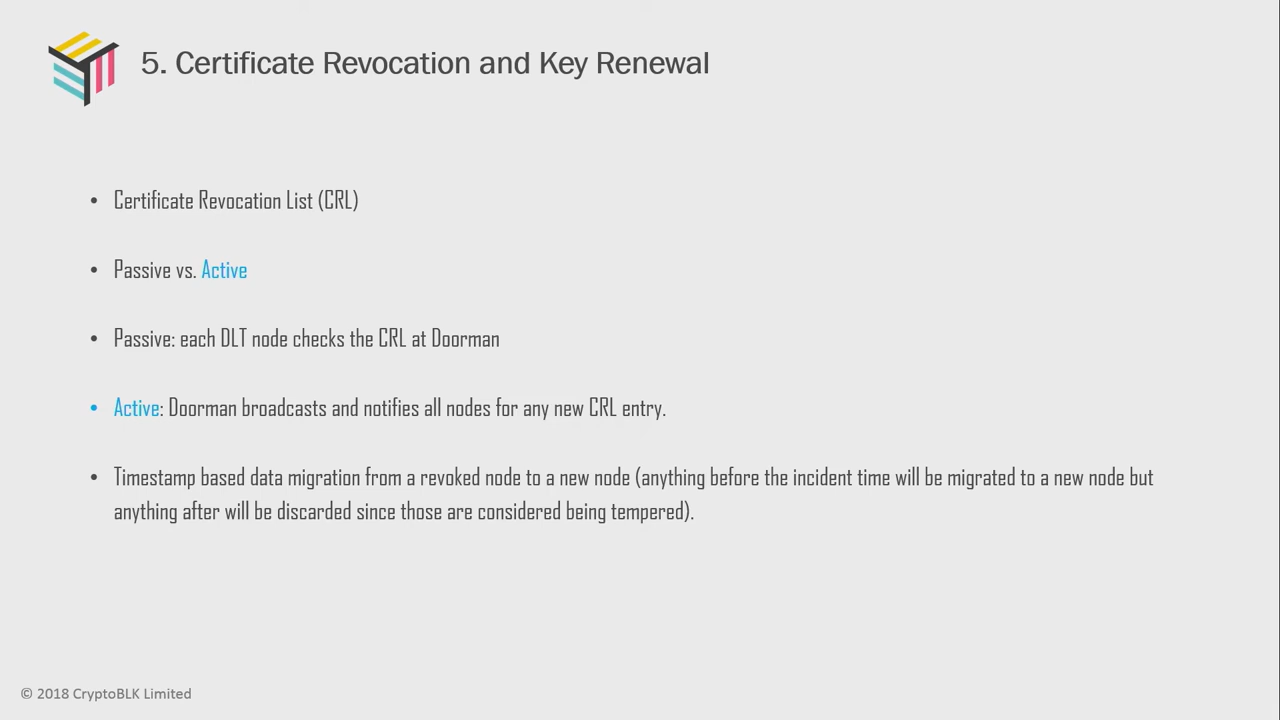 5. Certificate Revocation and Key Renewal
• Certificate Revocation List (CRL)
• Passive vs. Active
• Passive: each DLT node checks the CRL at Doorman
• Active: Doorman broadcasts and notifies all nodes for any new CRL entry.
• Timestamp based data migration from a revoked node to a new node (anything before the incident time will be migrated to a new node but
anything after will be discarded since those are considered being tempered).
© 2018 CryptoBLK Limited